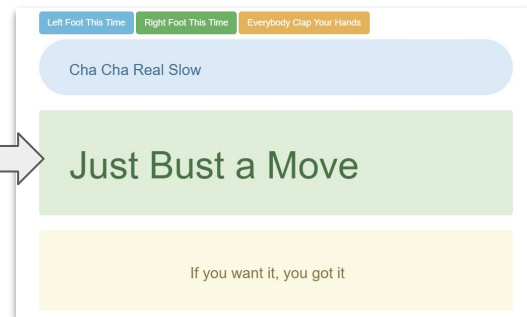 Left Foot This Time Right Foot This Time Everybody Clap Your Hands
Cha Cha Real Slow
Just Bust a Move
If you want it, you got it